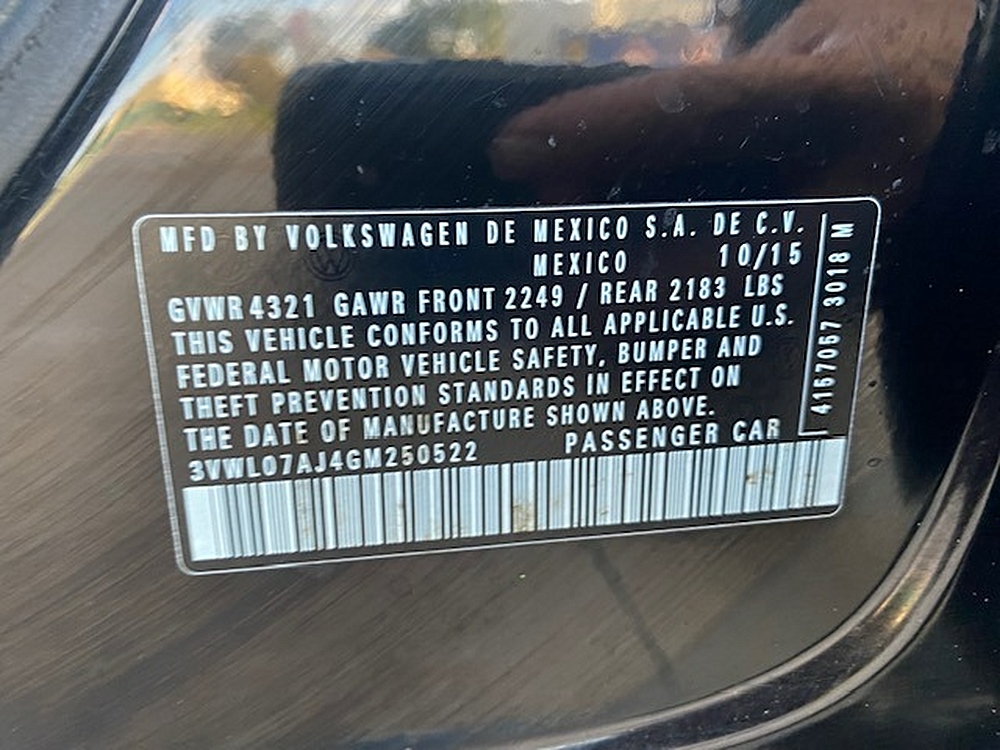 MFD BY VOLKSWAGEN DE MEXICO S.A. DE C.V.
MEXICO 10/15
GVWR 4321 GAWR FRONT 2249 / REAR 2183 LBS
THIS VEHICLE CONFORMS TO ALL APPLICABLE U.S.
FEDERAL MOTOR VEHICLE SAFETY, BUMPER AND
THEFT PREVENTION STANDARDS IN EFFECT ON
THE DATE OF MANUFACTURE SHOWN ABOVE.
3VWL07AJ4GM250522 PASSENGER CAR
4167057 3018 M